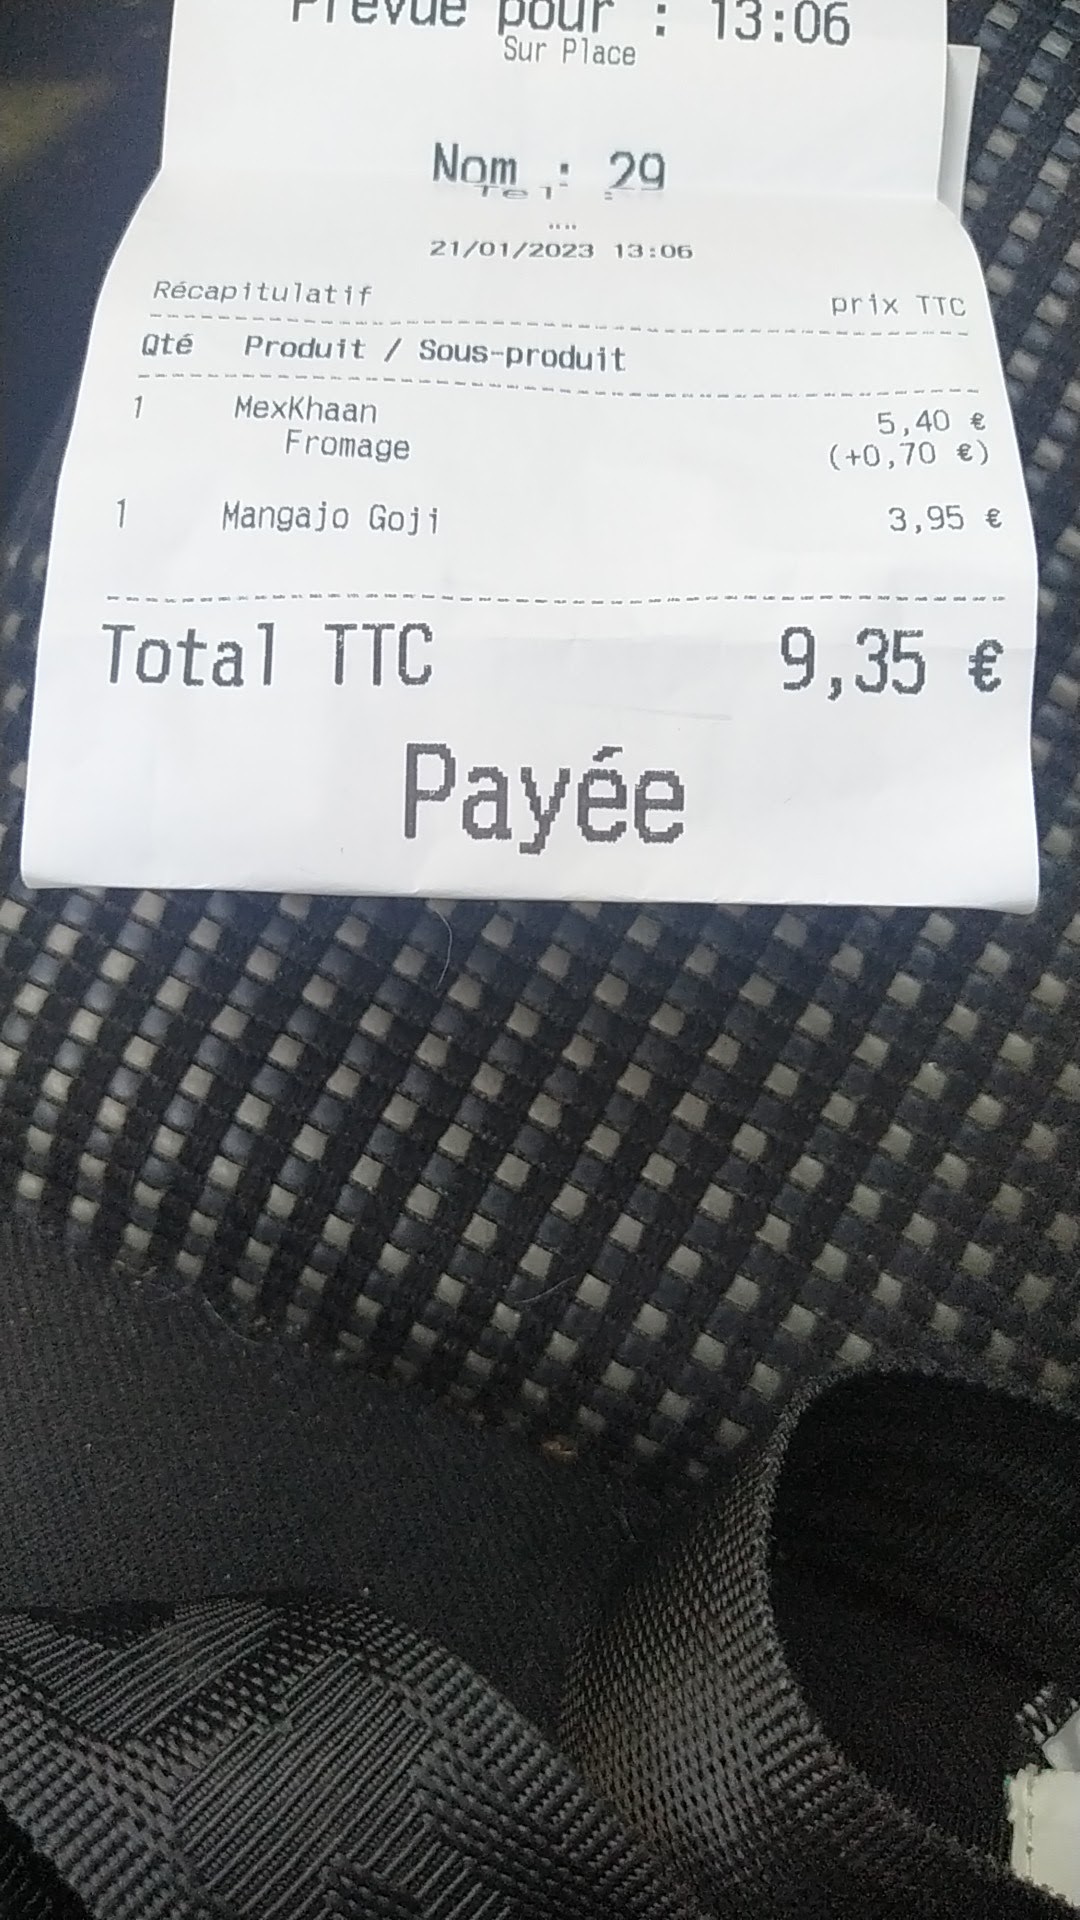 Prévue pour : 13:06
Sur Place
Nom : 29
Tel :
21/01/2023 13:06
Récapitulatif prix TTC
Qté Produit / Sous-produit
1 MexKhaan 5,40 €
Fromage (+0,70 €)
1 Mangajo Goji 3,95 €
Total TTC 9,35 €
Payée